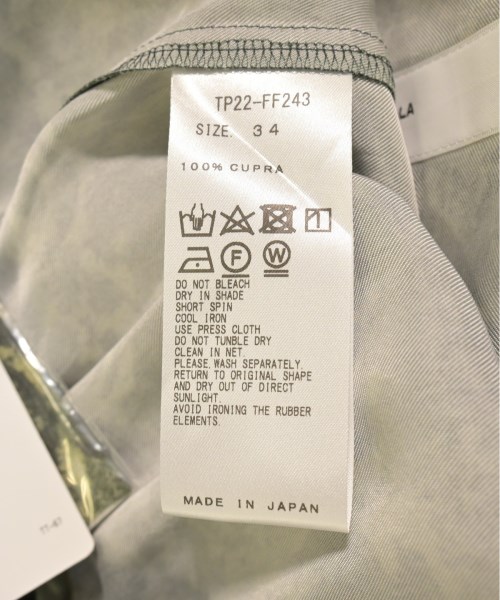 TP22-FF243
SIZE. 34
100% CUPRA
F W
DO NOT BLEACH
DRY IN SHADE
SHORT SPIN
COOL IRON
USE PRESS CLOTH
DO NOT TUNBLE DRY
CLEAN IN NET.
PLEASE.WASH SEPARATELY.
RETURN TO ORIGINAL SHAPE
AND DRY OUT OF DIRECT
SUNLIGHT.
AVOID IRONING THE RUBBER
ELEMENTS.
MADE IN JAPAN
LA